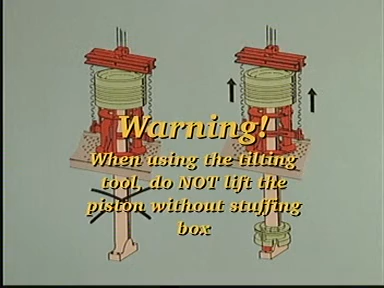 Warning!
When using the tilting
tool, do NOT lift the
piston without stuffing
box